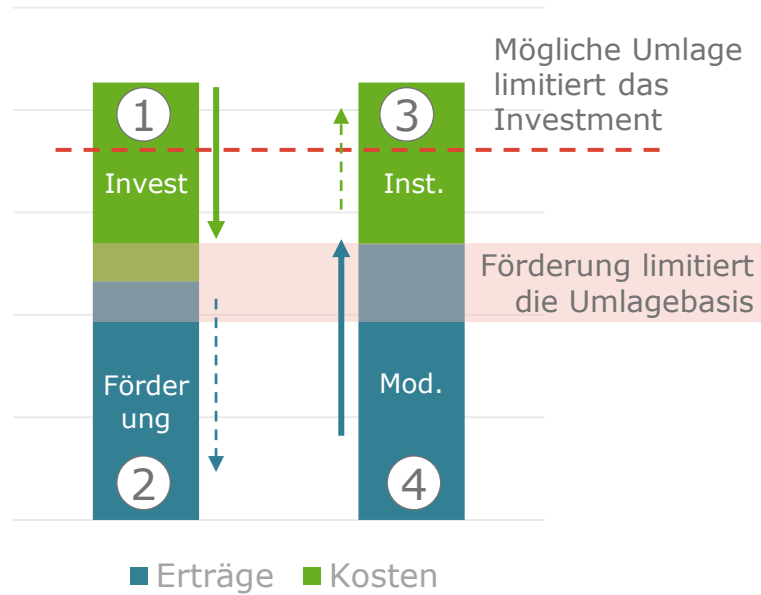 Mögliche Umlage
limitiert das
Investment
1
3
Invest
Inst.
Förderung limitiert
die Umlagebasis
Förder
ung
Mod.
2
4
Erträge
Kosten